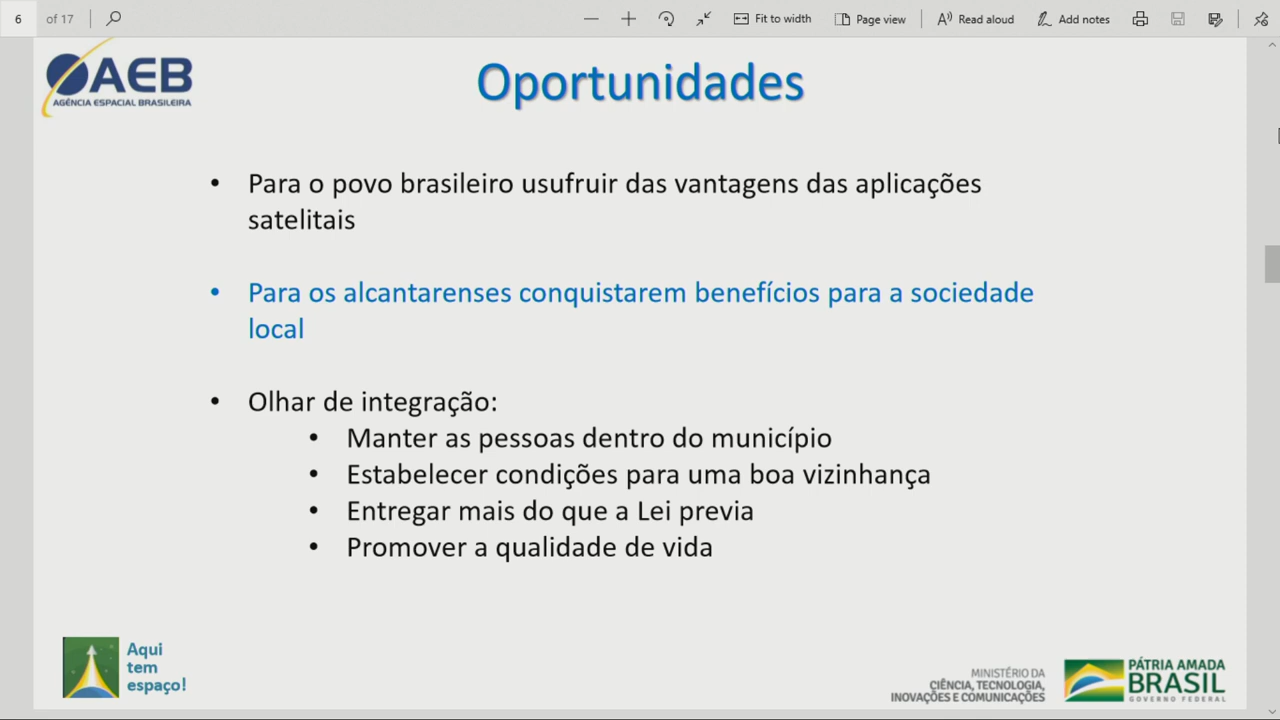 6 of 17 Fit to width Page view Read aloud Add notes
AEB
AGÊNCIA ESPACIAL BRASILEIRA
Oportunidades
• Para o povo brasileiro usufruir das vantagens das aplicações
satelitais
• Para os alcantarenses conquistarem benefícios para a sociedade
local
• Olhar de integração:
• Manter as pessoas dentro do município
• Estabelecer condições para uma boa vizinhança
• Entregar mais do que a Lei previa
• Promover a qualidade de vida
Aqui
tem
espaço!
MINISTÉRIO DA
CIÊNCIA, TECNOLOGIA,
INOVAÇÕES E COMUNICAÇÕES
PÁTRIA AMADA
BRASIL
GOVERNO FEDERAL